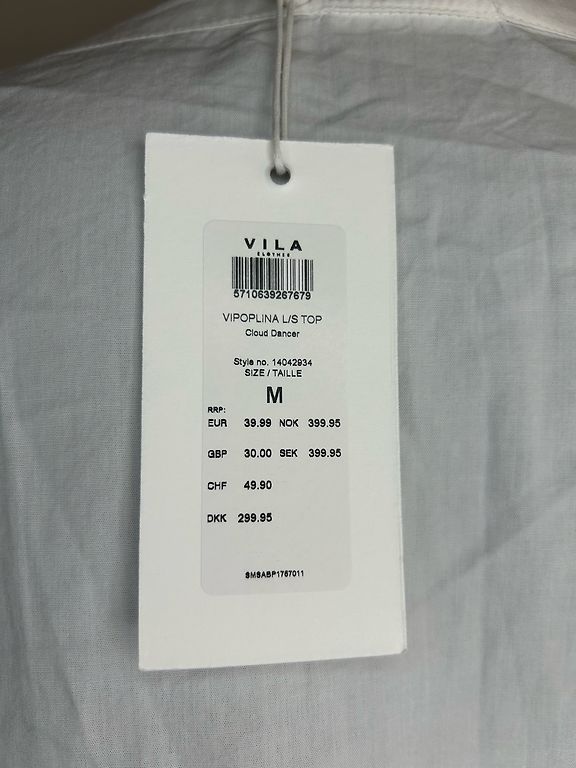 VILA
CLOTHES
5710639267679
VIPOPLINA L/S TOP
Cloud Dancer
Style no. 14042934
SIZE / TAILLE
M
RRP:
EUR 39.99 NOK 399.95
GBP 30.00 SEK 399.95
CHF 49.90
DKK 299.95
SMSABP1767011